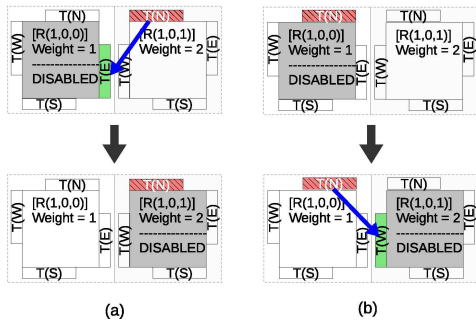 T(N)
T(N)
T(W)
[R(1,0,0)]
Weight = 1
DISABLED
T(E)
T(S)
T(W)
[R(1,0,1)]
Weight = 2
T(E)
T(S)
T(N)
T(N)
T(W)
[R(1,0,0)]
Weight = 1
T(E)
T(S)
T(W)
[R(1,0,1)]
Weight = 2
DISABLED
T(E)
T(S)
(a)
T(N)
T(N)
T(W)
[R(1,0,0)]
Weight = 1
DISABLED
T(E)
T(S)
T(W)
[R(1,0,1)]
Weight = 2
T(E)
T(S)
T(N)
T(N)
T(W)
[R(1,0,0)]
Weight = 1
T(E)
T(S)
T(W)
[R(1,0,1)]
Weight = 2
DISABLED
T(E)
T(S)
(b)